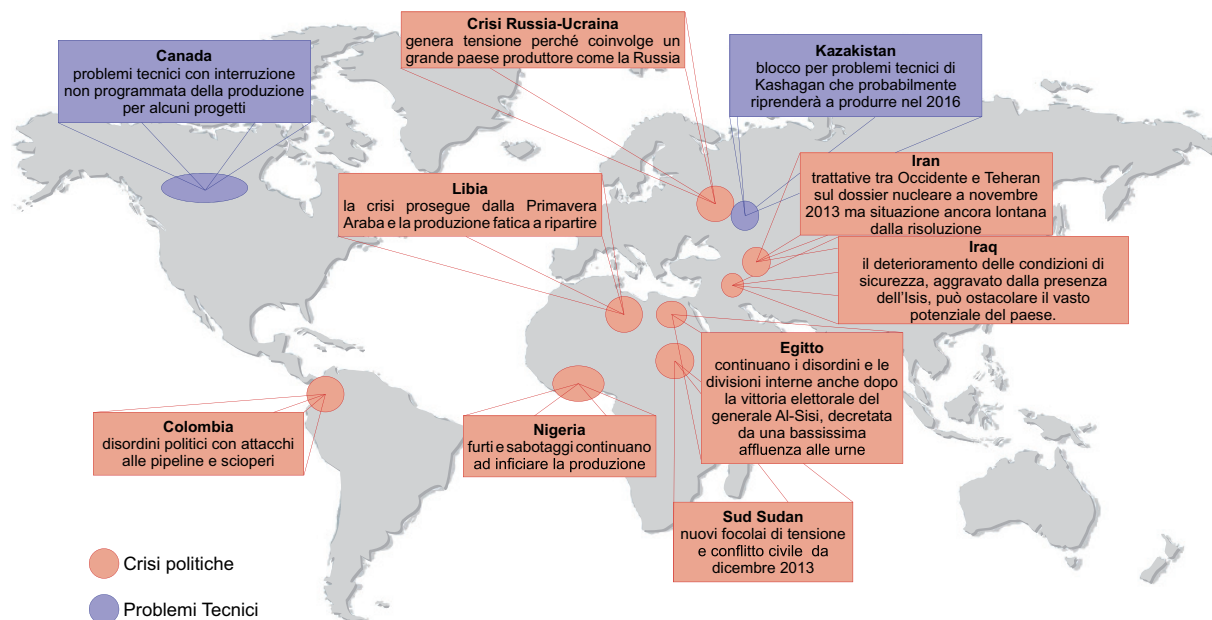 Canada
problemi tecnici con interruzione
non programmata della produzione
per alcuni progetti
Crisi Russia-Ucraina
genera tensione perché coinvolge un
grande paese produttore come la Russia
Kazakistan
blocco per problemi tecnici di
Kashagan che probabilmente
riprenderà a produrre nel 2016
Libia
la crisi prosegue dalla Primavera
Araba e la produzione fatica a ripartire
Iran
trattative tra Occidente e Teheran
sul dossier nucleare a novembre
2013 ma situazione ancora lontana
dalla risoluzione
Iraq
il deterioramento delle condizioni di
sicurezza, aggravato dalla presenza
dell'Isis, può ostacolare il vasto
potenziale del paese.
Egitto
continuano i disordini e le
divisioni interne anche dopo
la vittoria elettorale del
generale Al-Sisi, decretata
da una bassissima
affluenza alle urne
Colombia
disordini politici con attacchi
alle pipeline e scioperi
Nigeria
furti e sabotaggi continuano
ad inficiare la produzione
Sud Sudan
nuovi focolai di tensione
e conflitto civile da
dicembre 2013
Crisi politiche
Problemi Tecnici